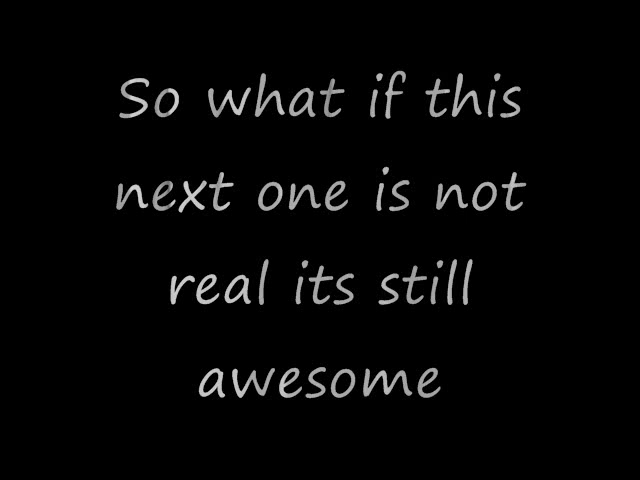 So what if this
next one is not
real its still
awesome